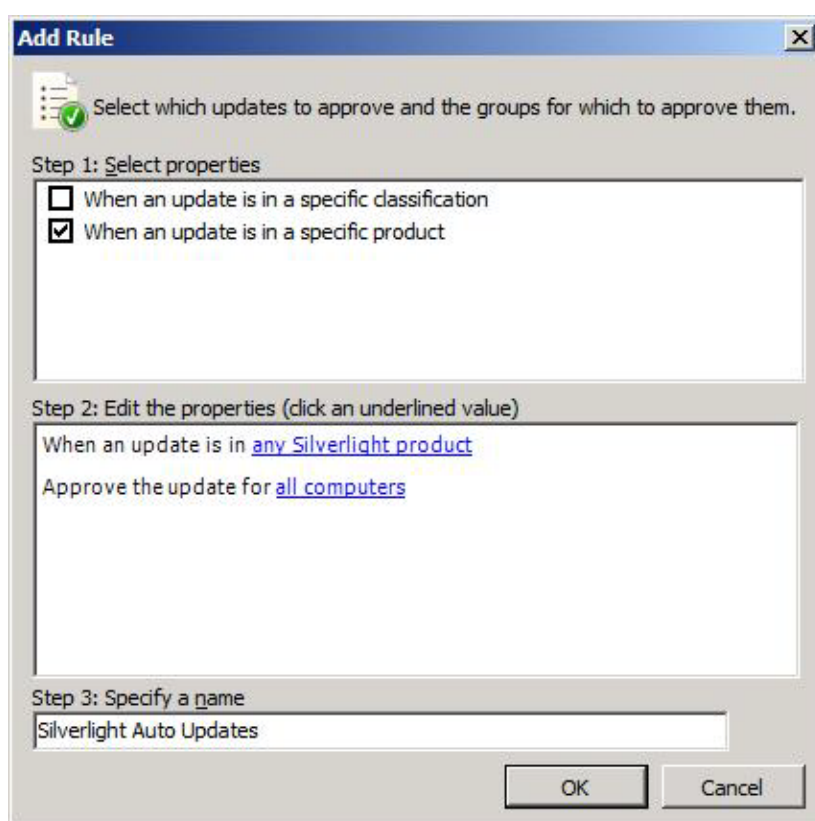 Add Rule
Select which updates to approve and the groups for which to approve them.
Step 1: Select properties
When an update is in a specific classification
When an update is in a specific product
Step 2: Edit the properties (click an underlined value)
When an update is in any Silverlight product
Approve the update for all computers
Step 3: Specify a name
Silverlight Auto Updates
OK Cancel